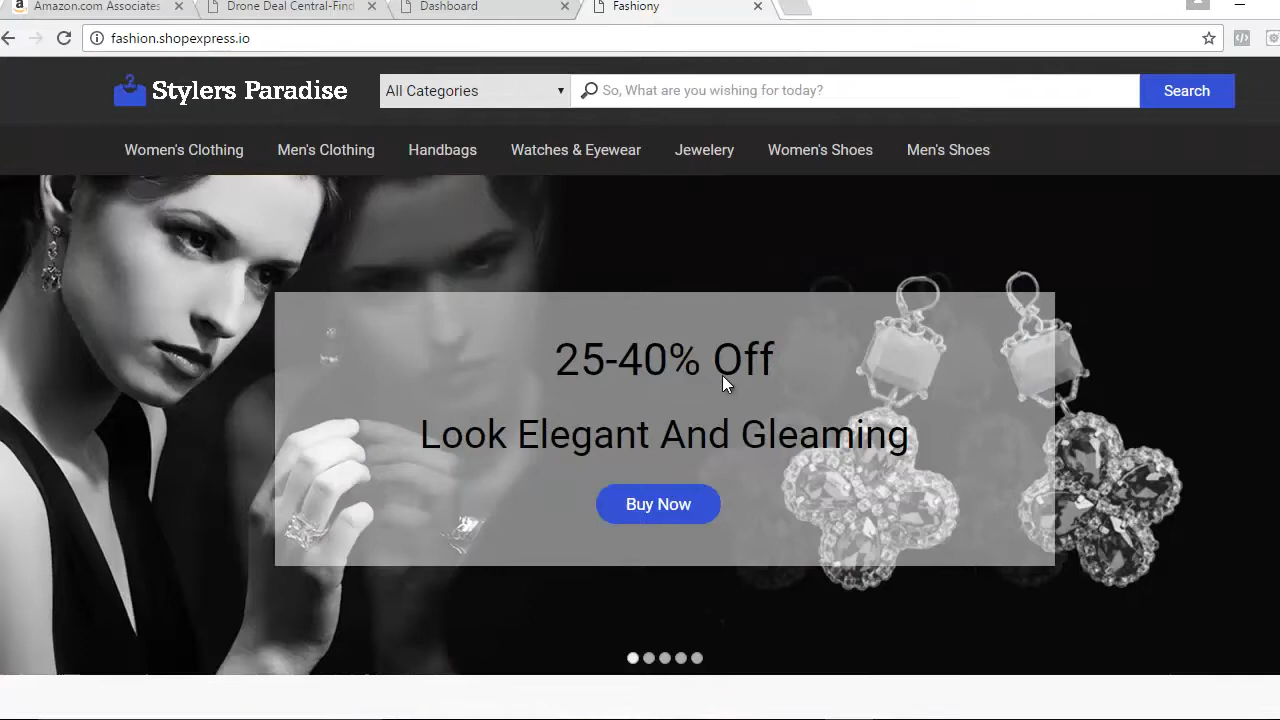 Amazon.com Associates
Drone Deal Central-Find
Dashboard
Fashiony
fashion.shopexpress.io
Stylers Paradise
All Categories
So, What are you wishing for today?
Search
Women's Clothing
Men's Clothing
Handbags
Watches & Eyewear
Jewelery
Women's Shoes
Men's Shoes
25-40% Off
Look Elegant And Gleaming
Buy Now